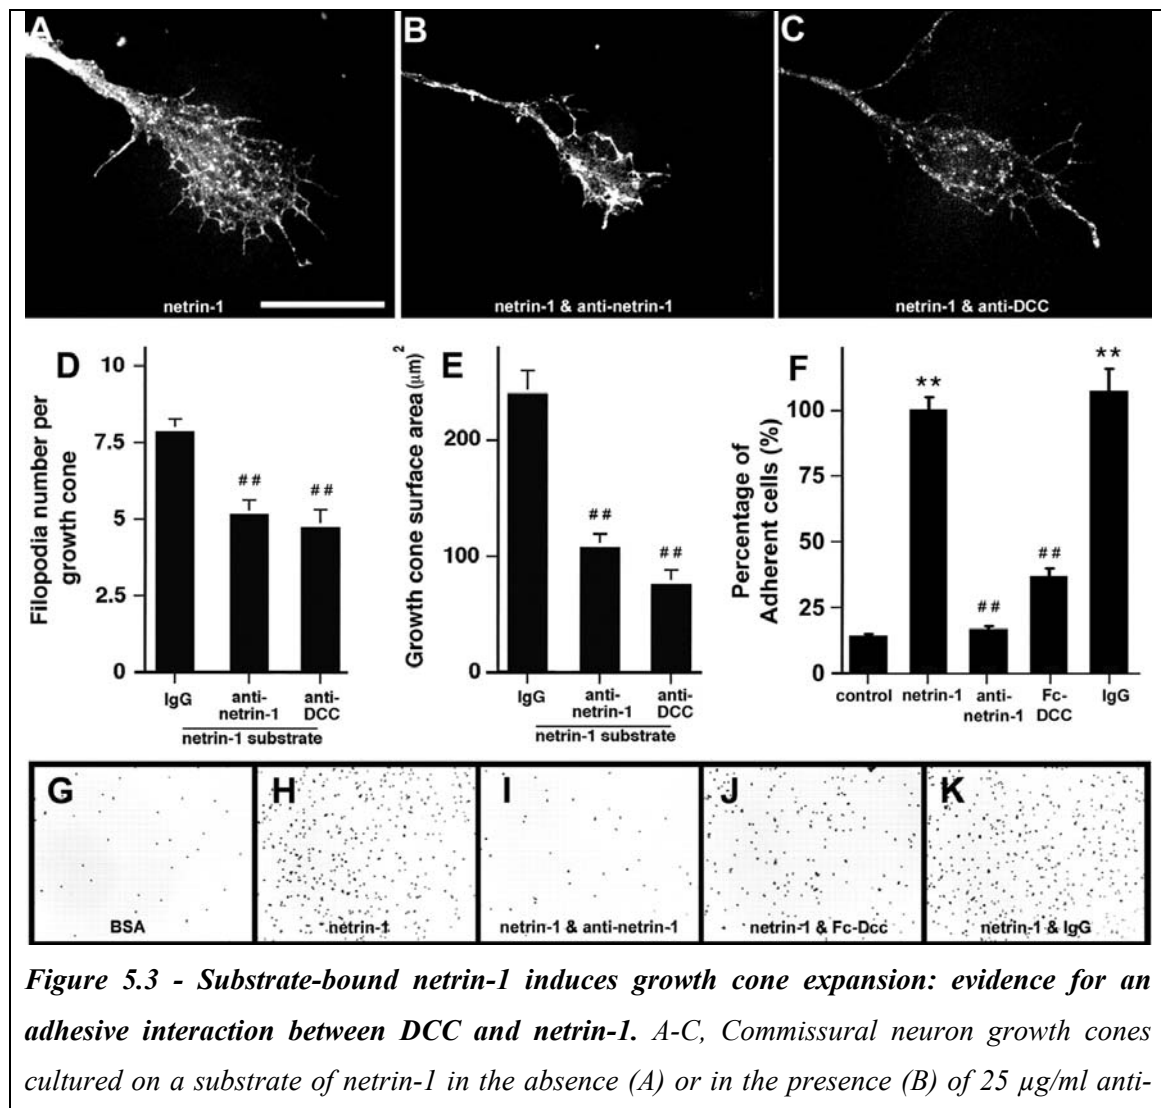 A
B
C
netrin-1
netrin-1 & anti-netrin-1
netrin-1 & anti-DCC
D
Filopodia number per
growth cone
10
7.5
5
2.5
0
##
##
IgG
anti-
netrin-1
anti-
DCC
netrin-1 substrate
E
Growth cone surface area (µm)²
200
100
0
##
##
IgG
anti-
netrin-1
anti-
DCC
netrin-1 substrate
F
Percentage of
Adherent cells (%)
100
75
50
25
0
**
##
##
**
control
netrin-1
anti-
netrin-1
Fc-
DCC
IgG
G
BSA
H
netrin-1
I
netrin-1 & anti-netrin-1
J
netrin-1 & Fc-Dcc
K
netrin-1 & IgG
Figure 5.3 - Substrate-bound netrin-1 induces growth cone expansion: evidence for an
adhesive interaction between DCC and netrin-1. A-C, Commissural neuron growth cones
cultured on a substrate of netrin-1 in the absence (A) or in the presence (B) of 25 µg/ml anti-